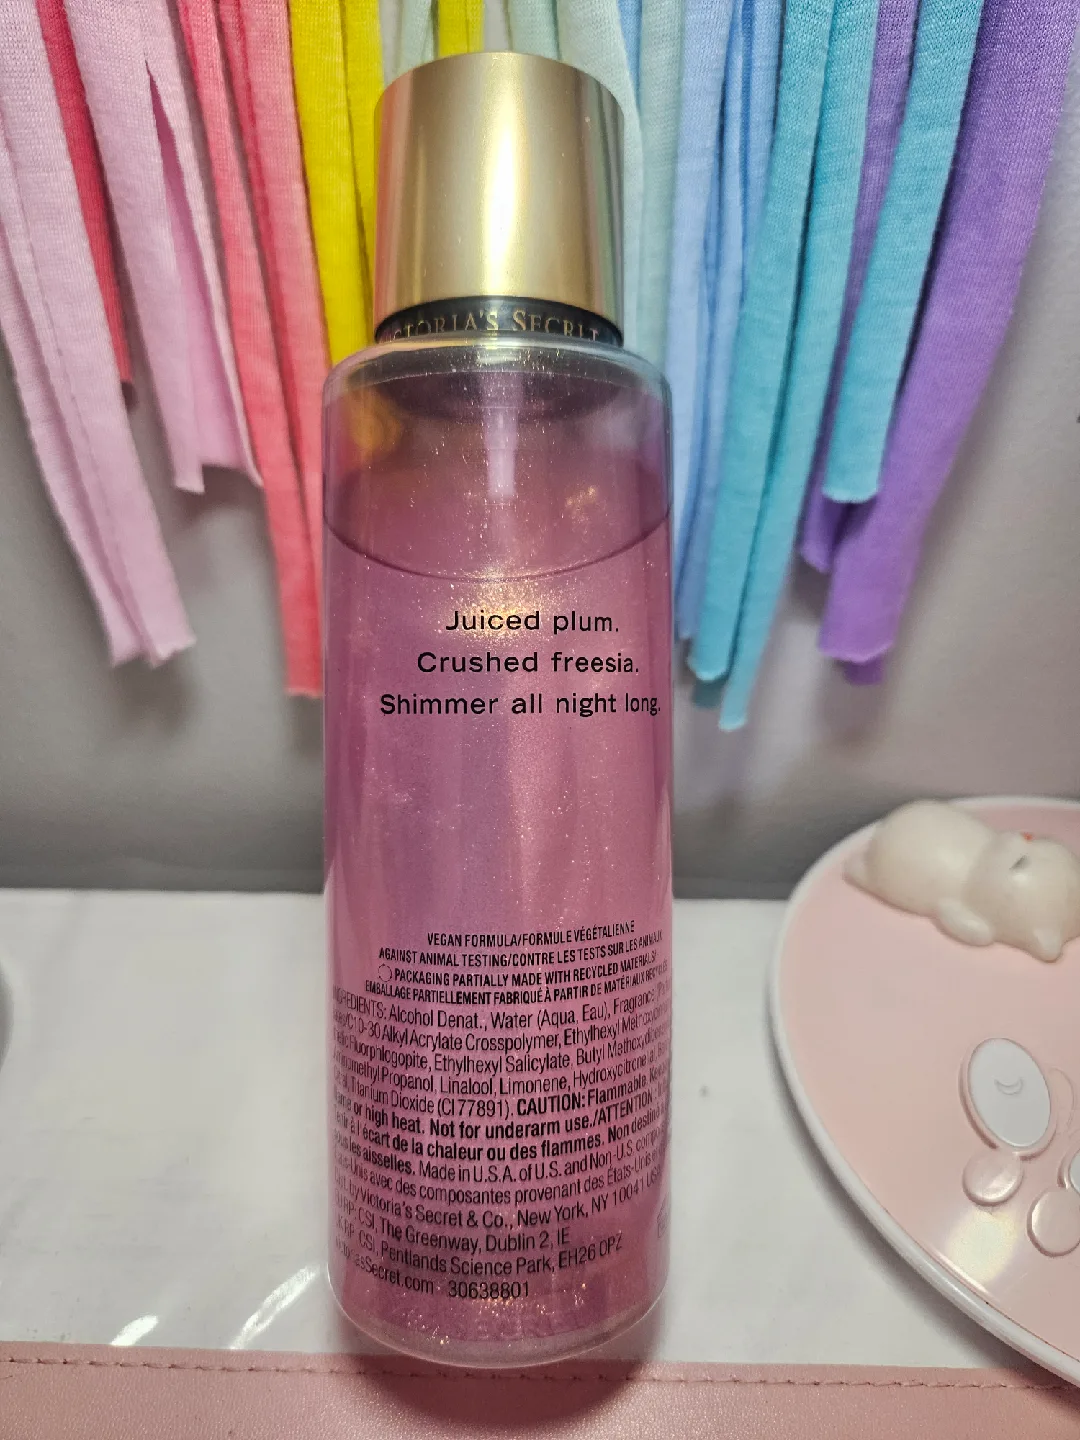 VICTORIA'S SECRET
Juiced plum.
Crushed freesia.
Shimmer all night long.
VEGAN FORMULA/FORMULE VÉGÉTALIENNE
AGAINST ANIMAL TESTING/CONTRE LES TESTS SUR LES ANIMAUX
PACKAGING PARTIALLY MADE WITH RECYCLED MATERIALS/
EMBALLAGE PARTIELLEMENT FABRIQUÉ À PARTIR DE MATÉRIAUX
INGREDIENTS: Alcohol Denat., Water (Aqua, Eau), Fragrance
C10-30 Alkyl Acrylate Crosspolymer, Ethylhexyl
Fluorphlogopite, Ethylhexyl Salicylate, Butyl
Propanol, Linalool, Limonene,
Titanium Dioxide (CI 77891). CAUTION: Flammable.
or high heat. Not for underarm use./ATTENTION:
à l'écart de la chaleur ou des flammes. Non destiné
les aisselles. Made in U.S.A. of U.S. and Non-U.S.
avec des composantes provenant des États-Unis
by Victoria's Secret & Co., New York, NY 10041
CSI, The Greenway, Dublin 2, IE
CSI, Pentlands Science Park, EH26 0PZ
30638801